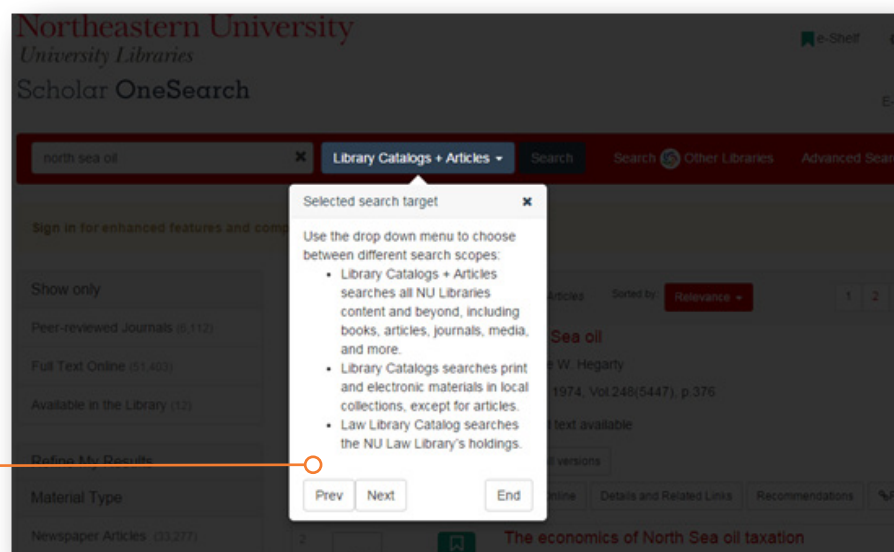 Northeastern University
University Libraries
Scholar OneSearch
e-Shelf
E-
north sea oil
Library Catalogs + Articles
Search
Search Other Libraries
Advanced Sear
Sign in for enhanced features and comp
Selected search target
Use the drop down menu to choose
between different search scopes:
• Library Catalogs + Articles
searches all NU Libraries
content and beyond, including
books, articles, journals, media,
and more.
• Library Catalogs searches print
and electronic materials in local
collections, except for articles.
• Law Library Catalog searches
the NU Law Library's holdings.
Prev Next End
Show only
Peer-reviewed Journals (6,112)
Full Text Online (51,403)
Available in the Library (12)
Refine My Results
Material Type
Newspaper Articles (33,277)
Articles Sorted by: Relevance 1 2
Sea oil
e W. Hegarty
1974, Vol.248(5447), p.376
l text available
ll versions
Online Details and Related Links Recommendations
2 The economics of North Sea oil taxation